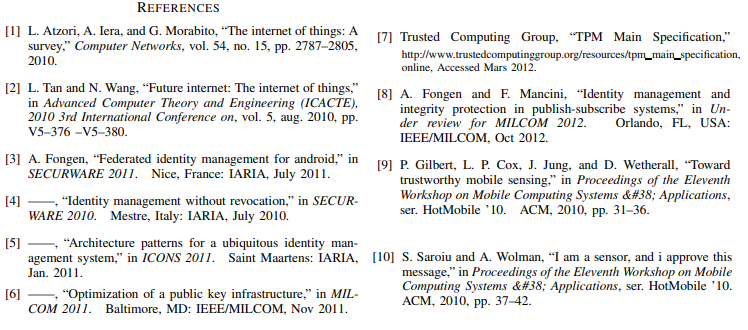 REFERENCES
[1] L. Atzori, A. Iera, and G. Morabito, “The internet of things: A
survey,” Computer Networks, vol. 54, no. 15, pp. 2787–2805,
2010.
[2] L. Tan and N. Wang, “Future internet: The internet of things,”
in Advanced Computer Theory and Engineering (ICACTE),
2010 3rd International Conference on, vol. 5, aug. 2010, pp.
V5–376 –V5–380.
[3] A. Fongen, “Federated identity management for android,” in
SECURWARE 2011. Nice, France: IARIA, July 2011.
[4] ——, “Identity management without revocation,” in SECUR-
WARE 2010. Mestre, Italy: IARIA, July 2010.
[5] ——, “Architecture patterns for a ubiquitous identity man-
agement system,” in ICONS 2011. Saint Maartens: IARIA,
Jan. 2011.
[6] ——, “Optimization of a public key infrastructure,” in MIL-
COM 2011. Baltimore, MD: IEEE/MILCOM, Nov 2011.
[7] Trusted Computing Group, “TPM Main Specification,”
http://www.trustedcomputinggroup.org/resources/tpm_main_specification,
online, Accessed Mars 2012.
[8] A. Fongen and F. Mancini, “Identity management and
integrity protection in publish-subscribe systems,” in Un-
der review for MILCOM 2012. Orlando, FL, USA:
IEEE/MILCOM, Oct 2012.
[9] P. Gilbert, L. P. Cox, J. Jung, and D. Wetherall, “Toward
trustworthy mobile sensing,” in Proceedings of the Eleventh
Workshop on Mobile Computing Systems &#38; Applications,
ser. HotMobile ’10. ACM, 2010, pp. 31–36.
[10] S. Saroiu and A. Wolman, “I am a sensor, and i approve this
message,” in Proceedings of the Eleventh Workshop on Mobile
Computing Systems &#38; Applications, ser. HotMobile ’10.
ACM, 2010, pp. 37–42.